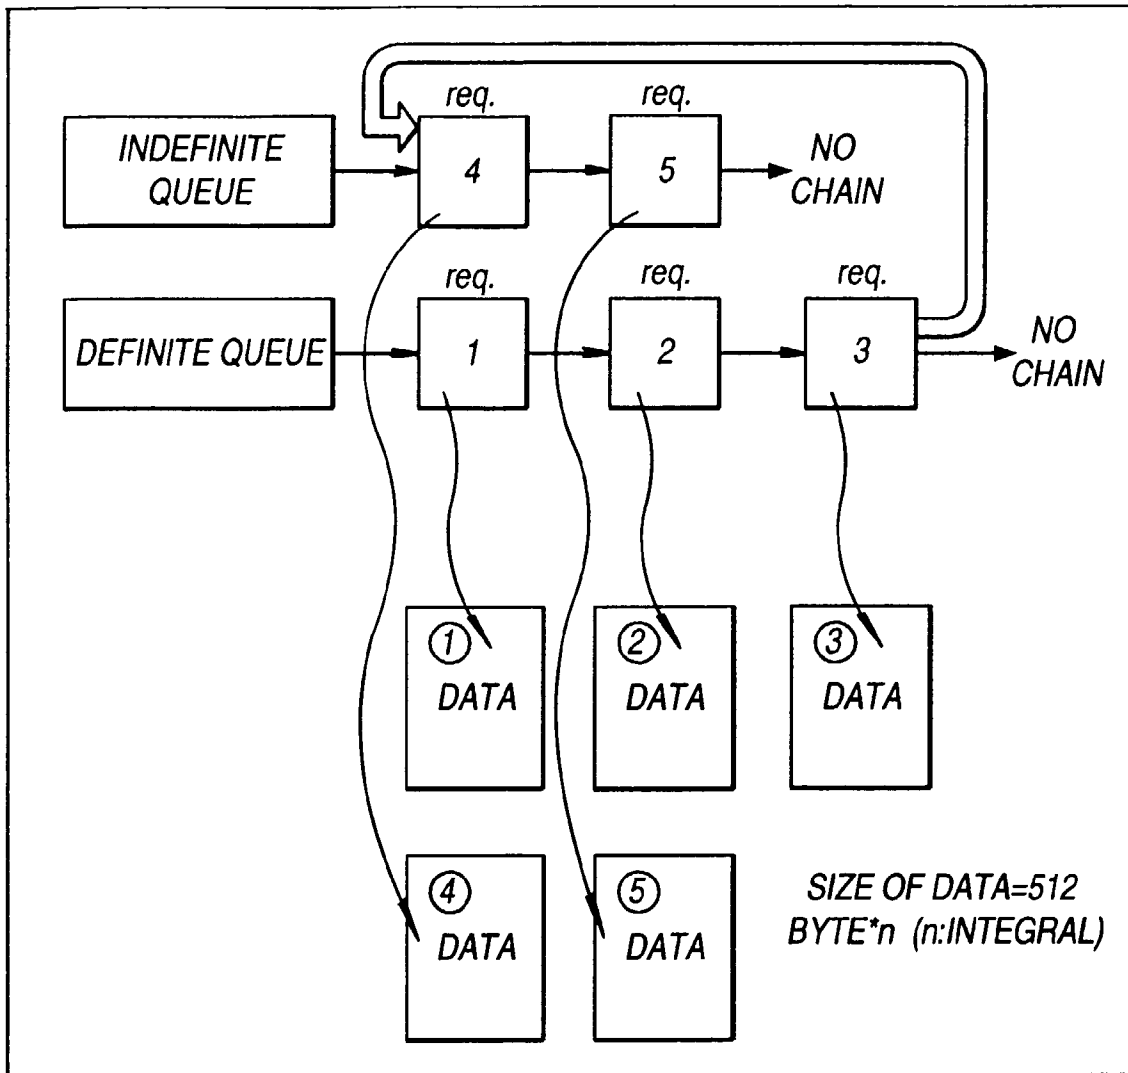 req.
req.
INDEFINITE
QUEUE
4
5
NO
CHAIN
req.
req.
req.
DEFINITE QUEUE
1
2
3
NO
CHAIN
1
DATA
2
DATA
3
DATA
4
DATA
5
DATA
SIZE OF DATA=512
BYTE*n (n:INTEGRAL)